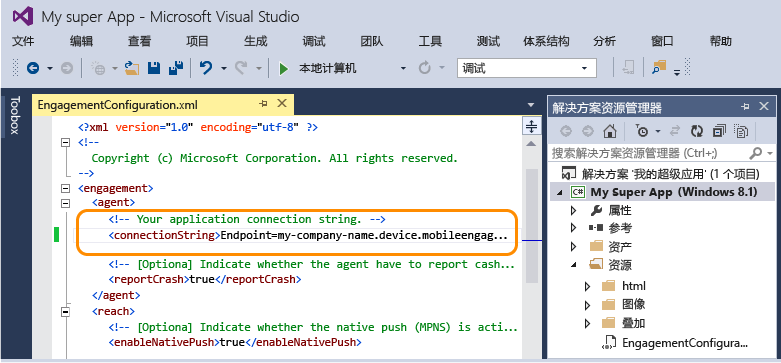 My super App - Microsoft Visual Studio
文件 编辑 查看 项目 生成 调试 团队 工具 测试 体系结构 分析 窗口 帮助
本地计算机 调试
Toobox
EngagementConfiguration.xml
<?xml version="1.0" encoding="utf-8" ?>
<!--
Copyright (c) Microsoft Corporation. All rights reserved.
-->
<engagement>
<agent>
<!-- Your application connection string. -->
<connectionString>Endpoint=my-company-name.device.mobileengag...
<!-- [Optiona] Indicate whether the agent have to report cash...
<reportCrash>true</reportCrash>
</agent>
<reach>
<!-- [Optiona] Indicate whether the native push (MPNS) is acti...
<enableNativePush>true</enableNativePush>
解决方案资源管理器
搜索解决方案资源管理器 (Ctrl+;)
解决方案 '我的超级应用' (1 个项目)
My Super App (Windows 8.1)
属性
参考
资产
资源
html
图像
叠加
EngagementConfigura...